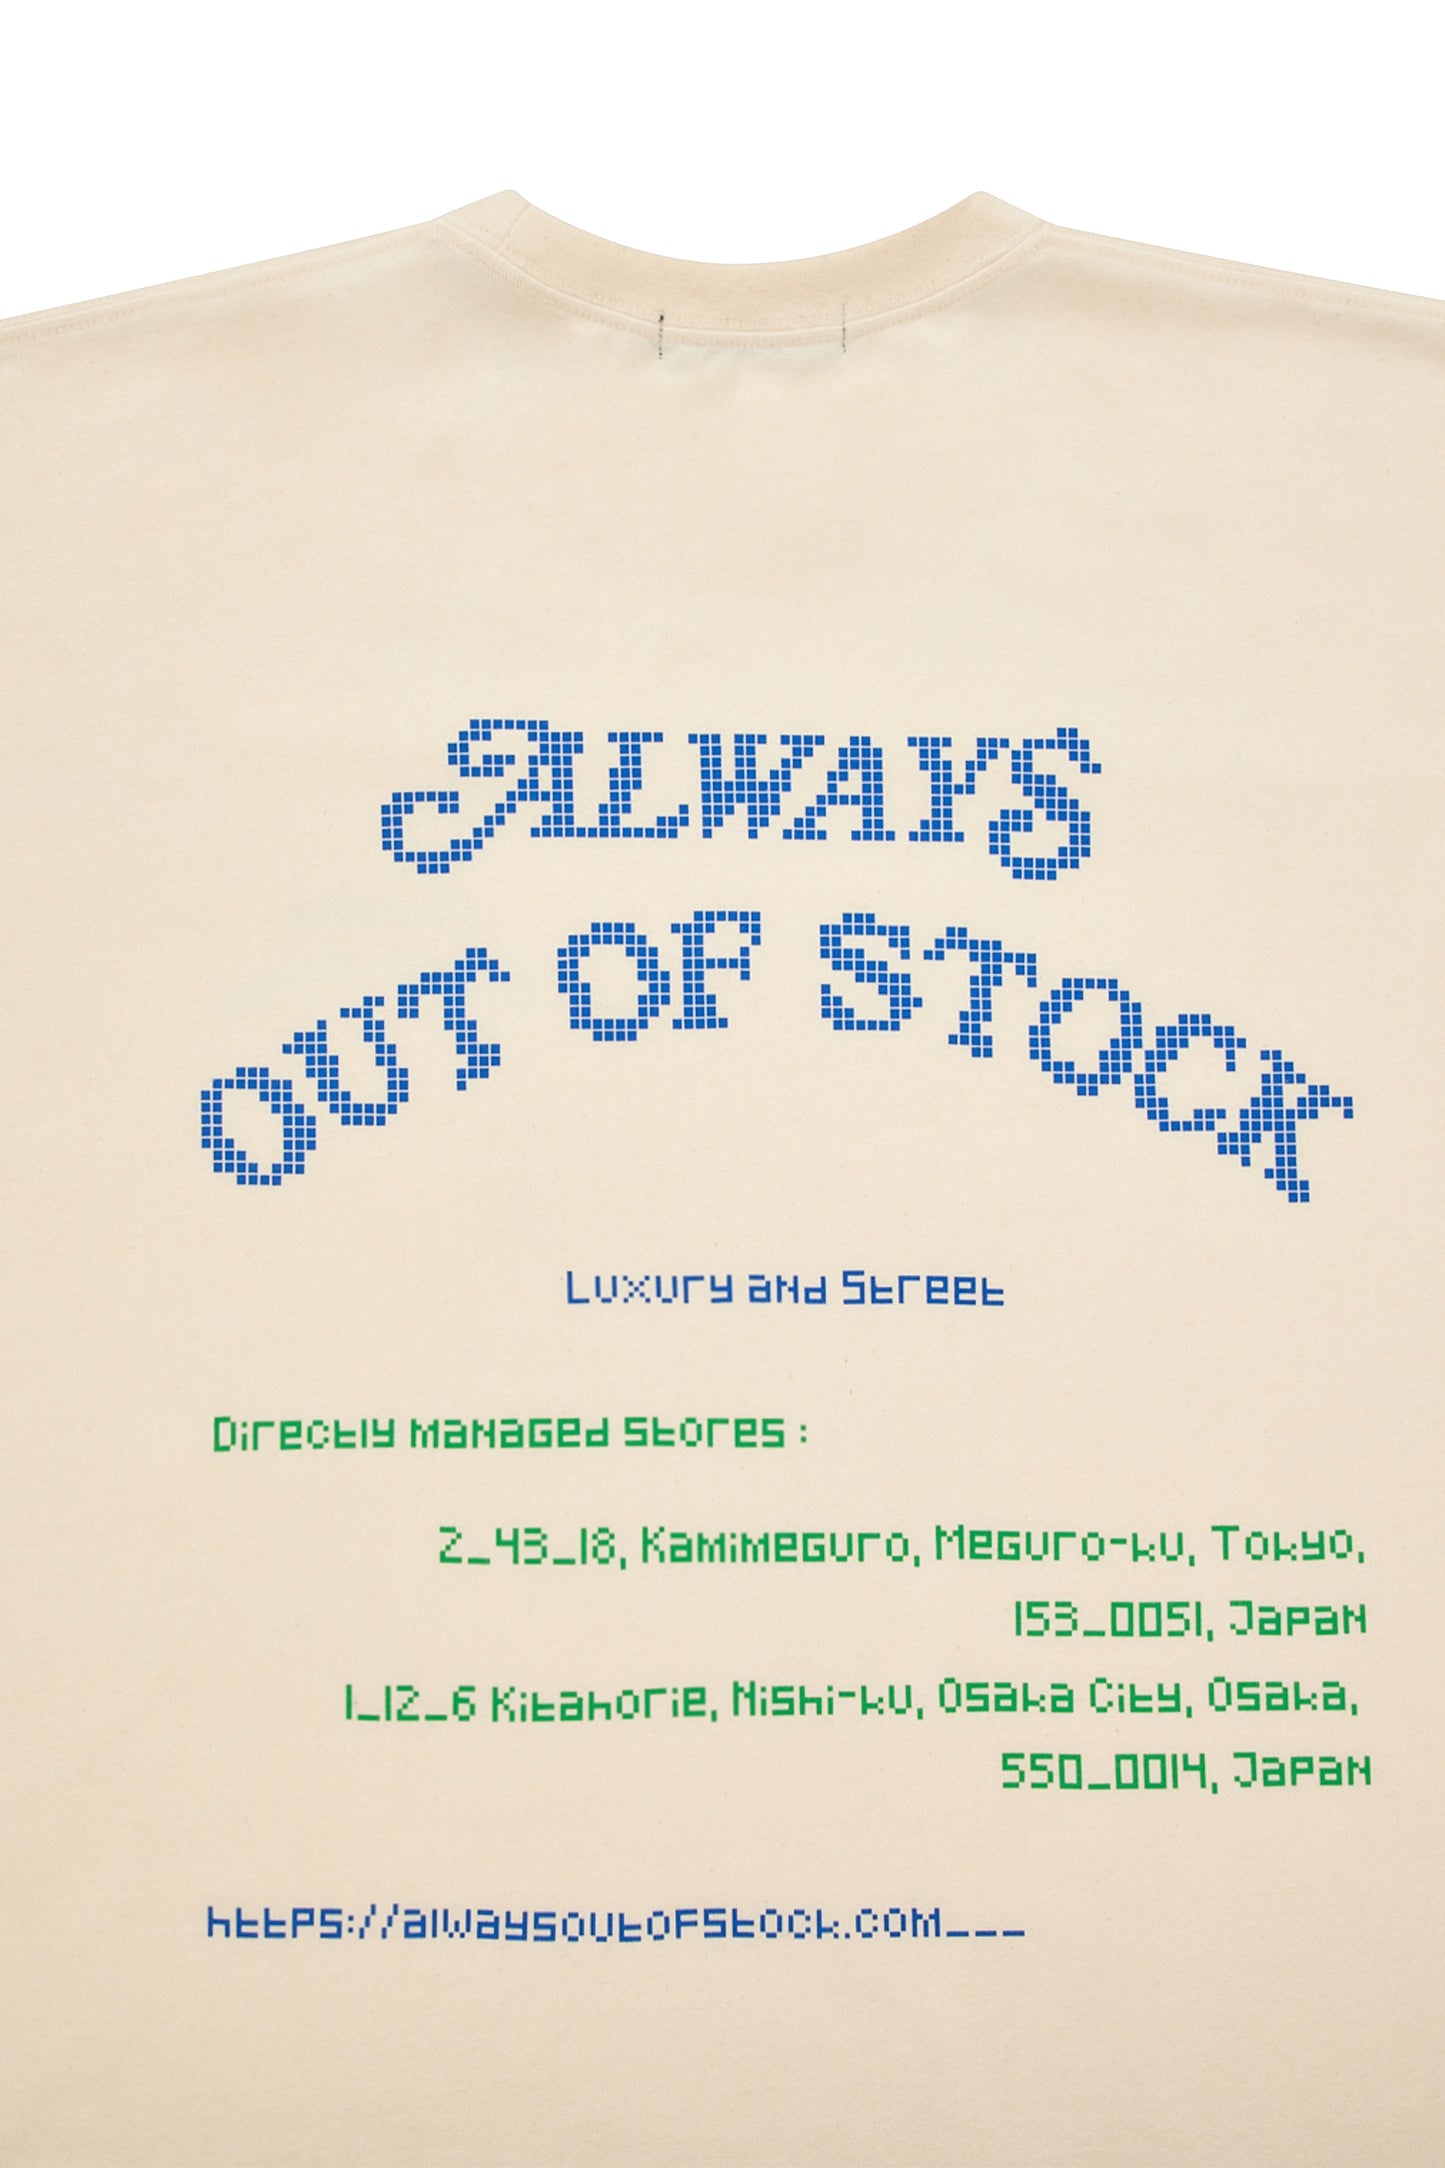 ALWAYS
OUT OF STOCK
Luxury and Street
Directly managed stores :
2_43_18, Kamimeguro, Meguro-ku, Tokyo,
153_0051, Japan
1_12_6 Kitahorie, Nishi-ku, Osaka City, Osaka,
550_0014, Japan
https://alwaysoutofstock.com___